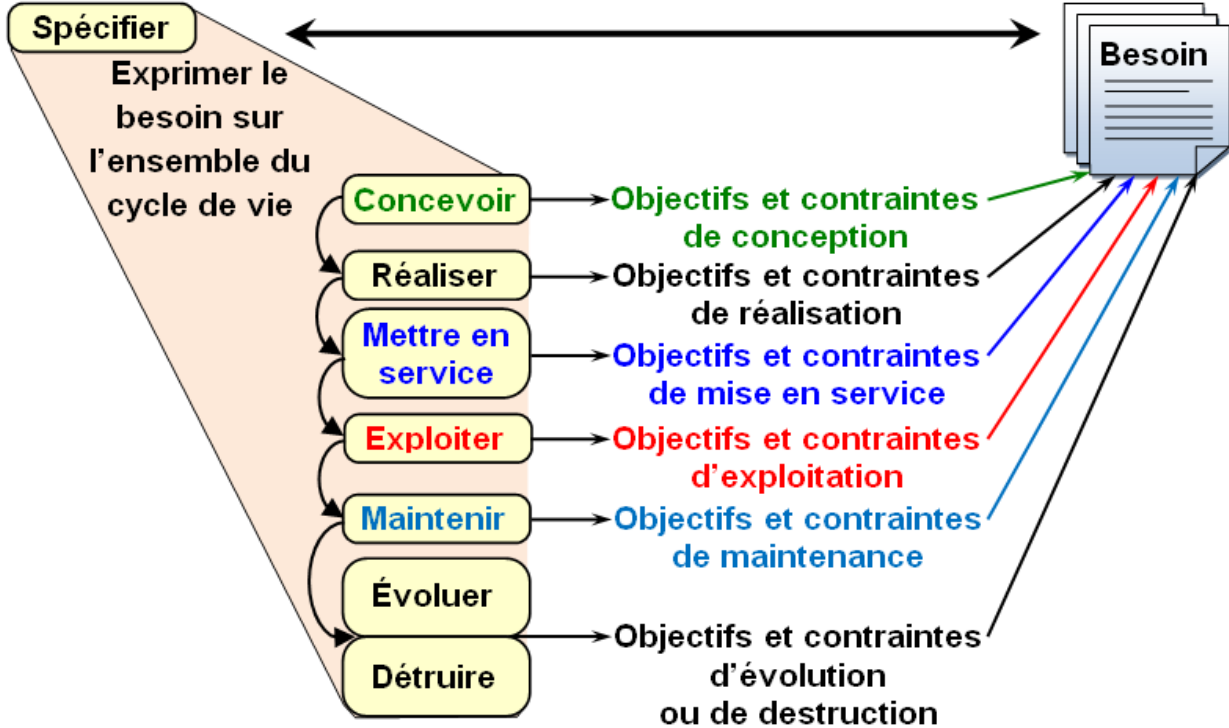 Spécifier
Besoin
Exprimer le
besoin sur
l'ensemble du
cycle de vie
Concevoir
Objectifs et contraintes
de conception
Réaliser
Objectifs et contraintes
de réalisation
Mettre en
service
Objectifs et contraintes
de mise en service
Exploiter
Objectifs et contraintes
d'exploitation
Maintenir
Objectifs et contraintes
de maintenance
Évoluer
Détruire
Objectifs et contraintes
d'évolution
ou de destruction